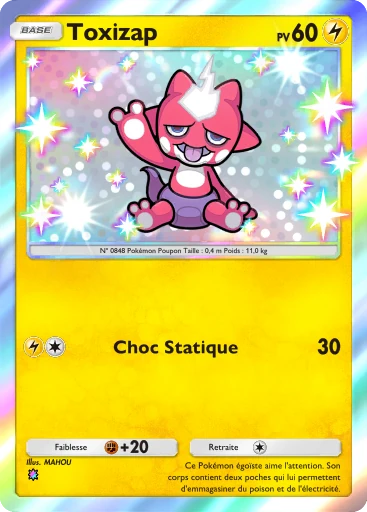 BASE Toxizap PV 60
N° 0848 Pokémon Poupon Taille : 0,4 m Poids : 11,0 kg
Choc Statique 30
Faiblesse +20 Retraite
Illus. MAHOU
Ce Pokémon égoïste aime l'attention. Son
corps contient deux poches qui lui permettent
d'emmagasiner du poison et de l'électricité.